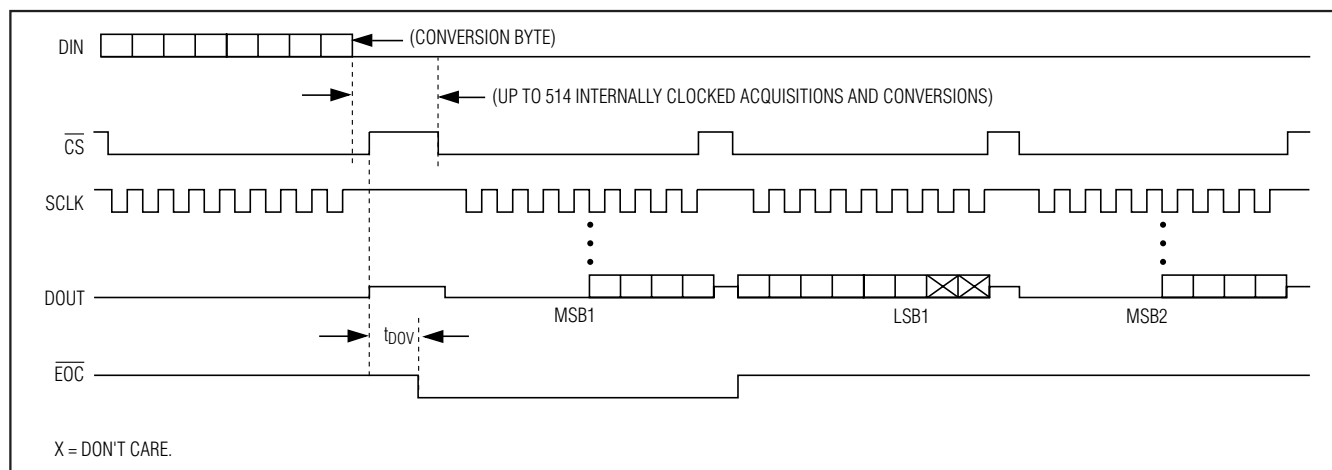 DIN
(CONVERSION BYTE)
(UP TO 514 INTERNALLY CLOCKED ACQUISITIONS AND CONVERSIONS)
CS
SCLK
DOUT
MSB1
LSB1
MSB2
tDOV
EOC
X = DON'T CARE.